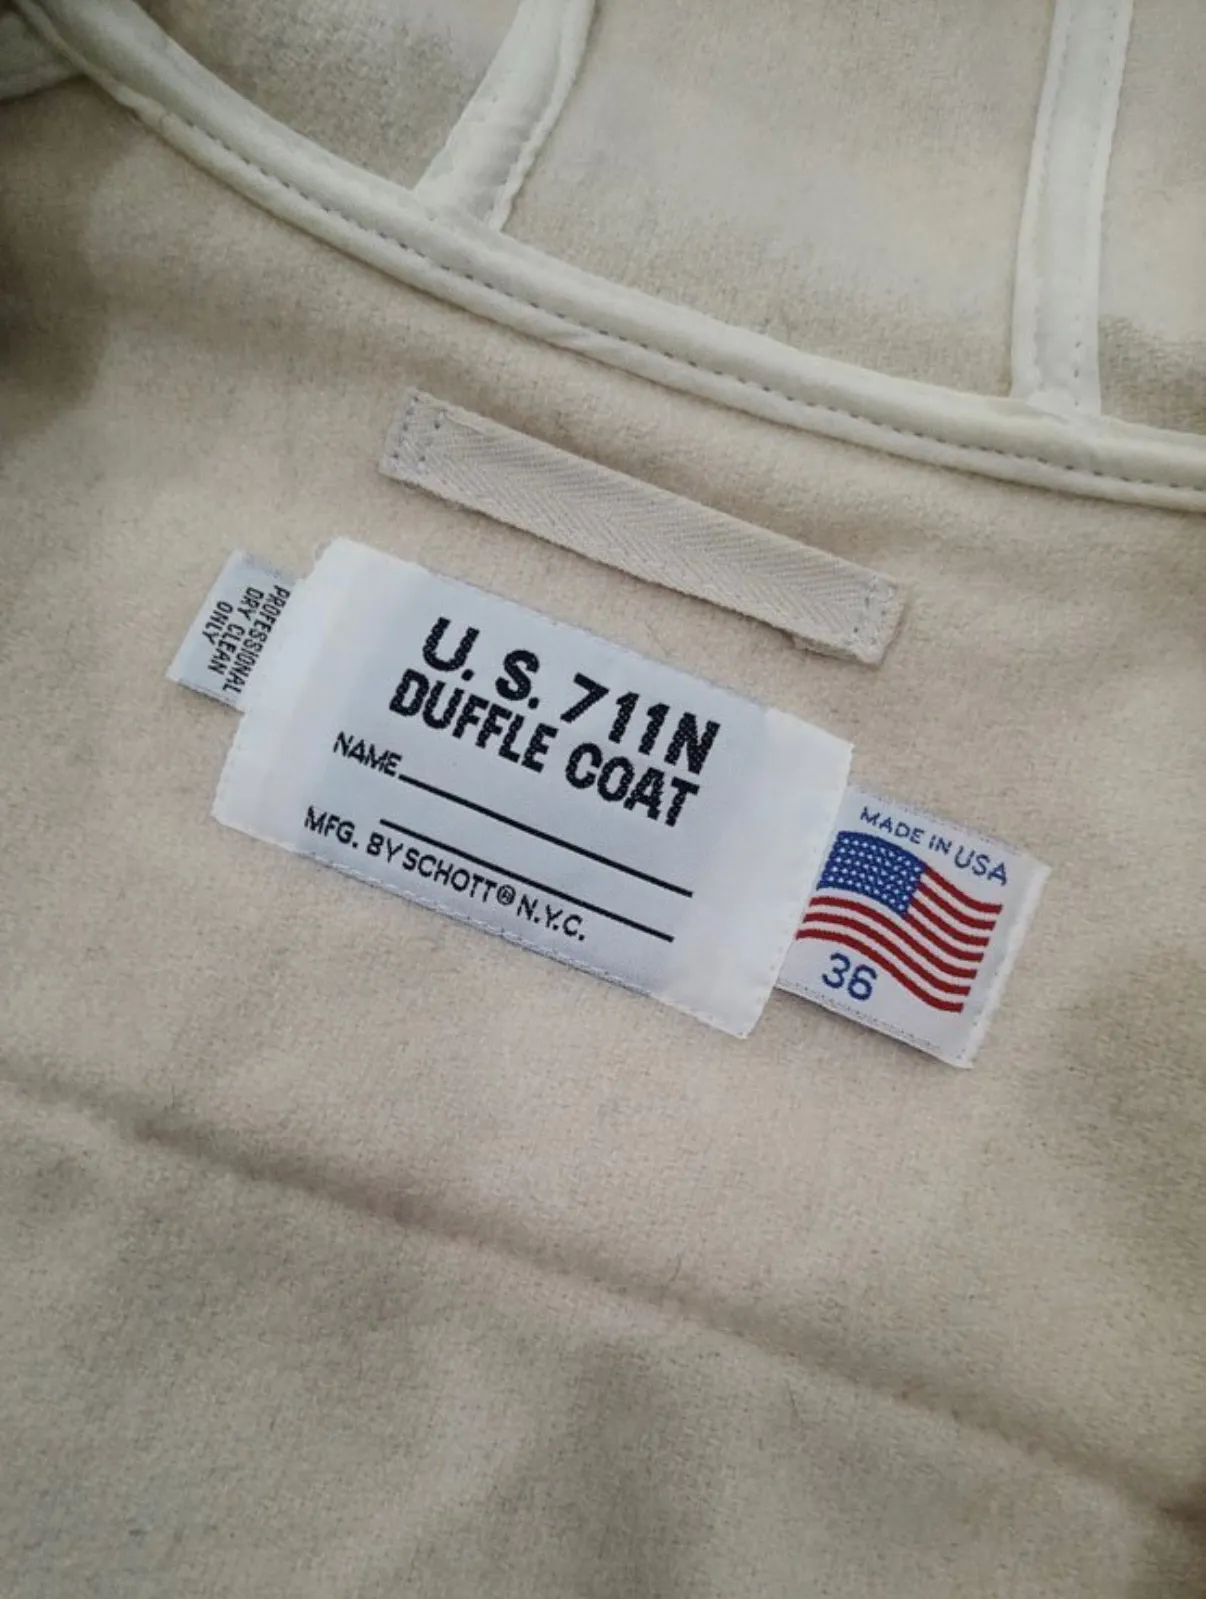 PROFESSIONAL
DRY CLEAN
ONLY
U. S. 711N
DUFFLE COAT
NAME
MFG. BY SCHOTT® N.Y.C.
MADE IN USA
36